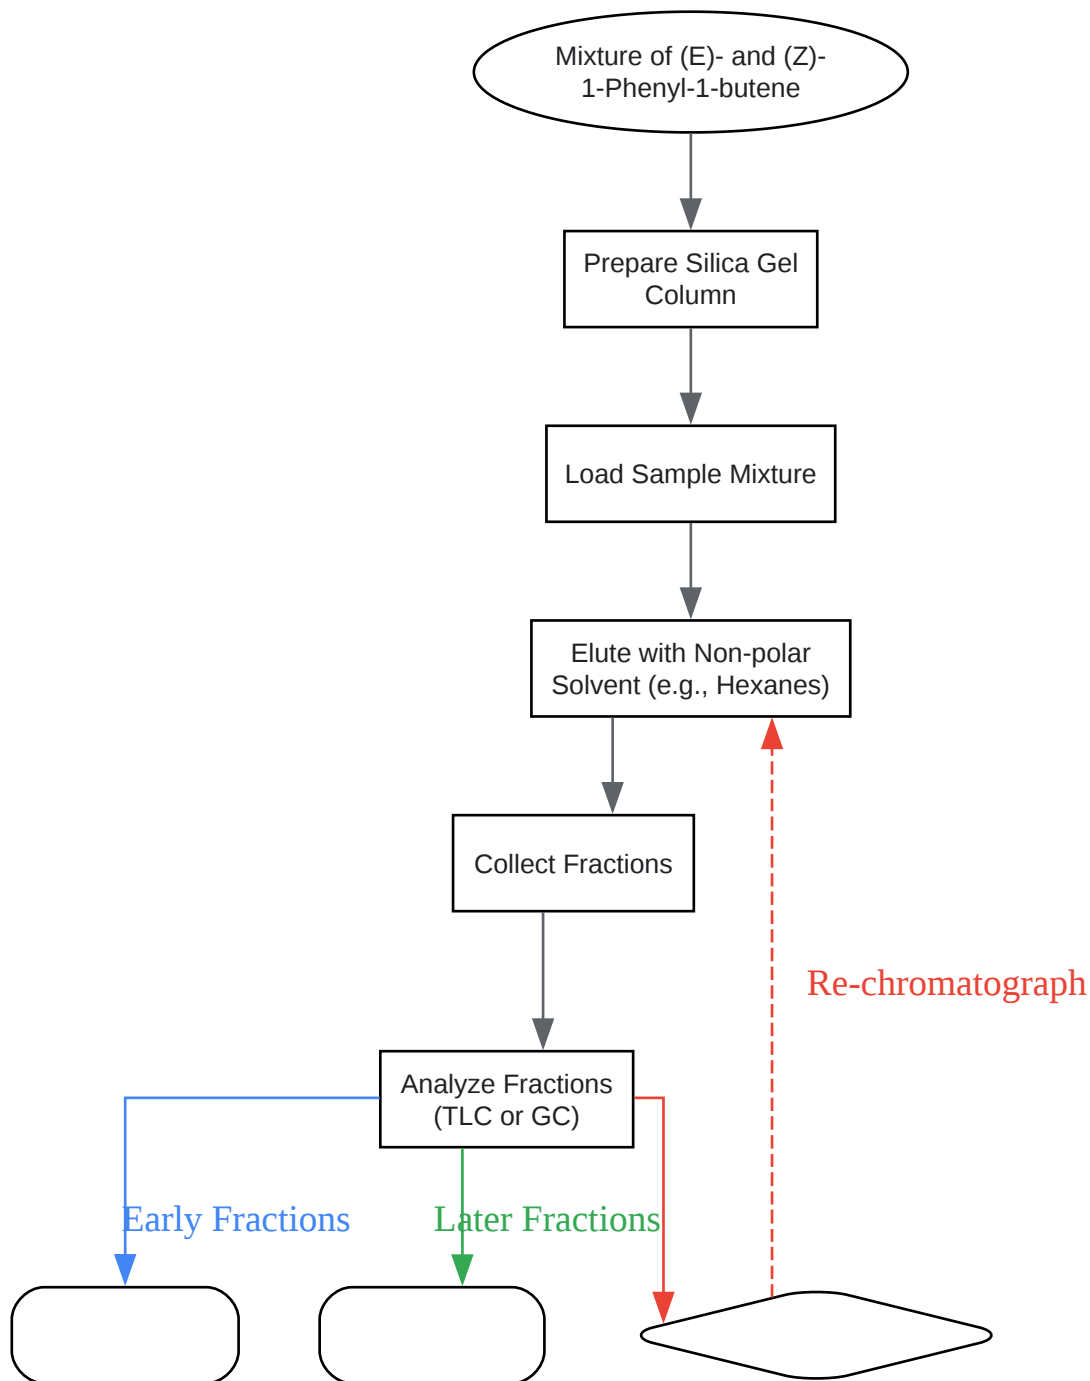 Mixture of (E)- and (Z)-
1-Phenyl-1-butene
Prepare Silica Gel
Column
Load Sample Mixture
Elute with Non-polar
Solvent (e.g., Hexanes)
Collect Fractions
Re-chromatograph
Analyze Fractions
(TLC or GC)
Early Fractions
Later Fractions